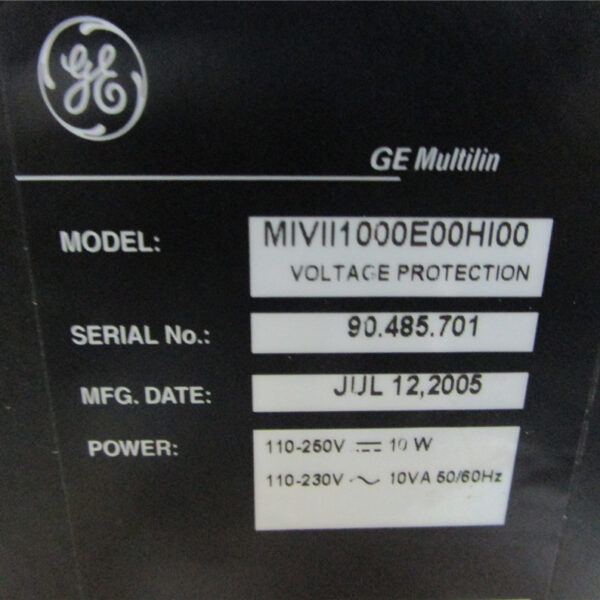 GE
GE Multilin
MODEL: MIVII1000E00HI00
VOLTAGE PROTECTION
SERIAL No.: 90.485.701
MFG. DATE: JUL 12,2005
POWER: 110-250V ⎓ 10 W
110-230V ~ 10VA 50/60Hz